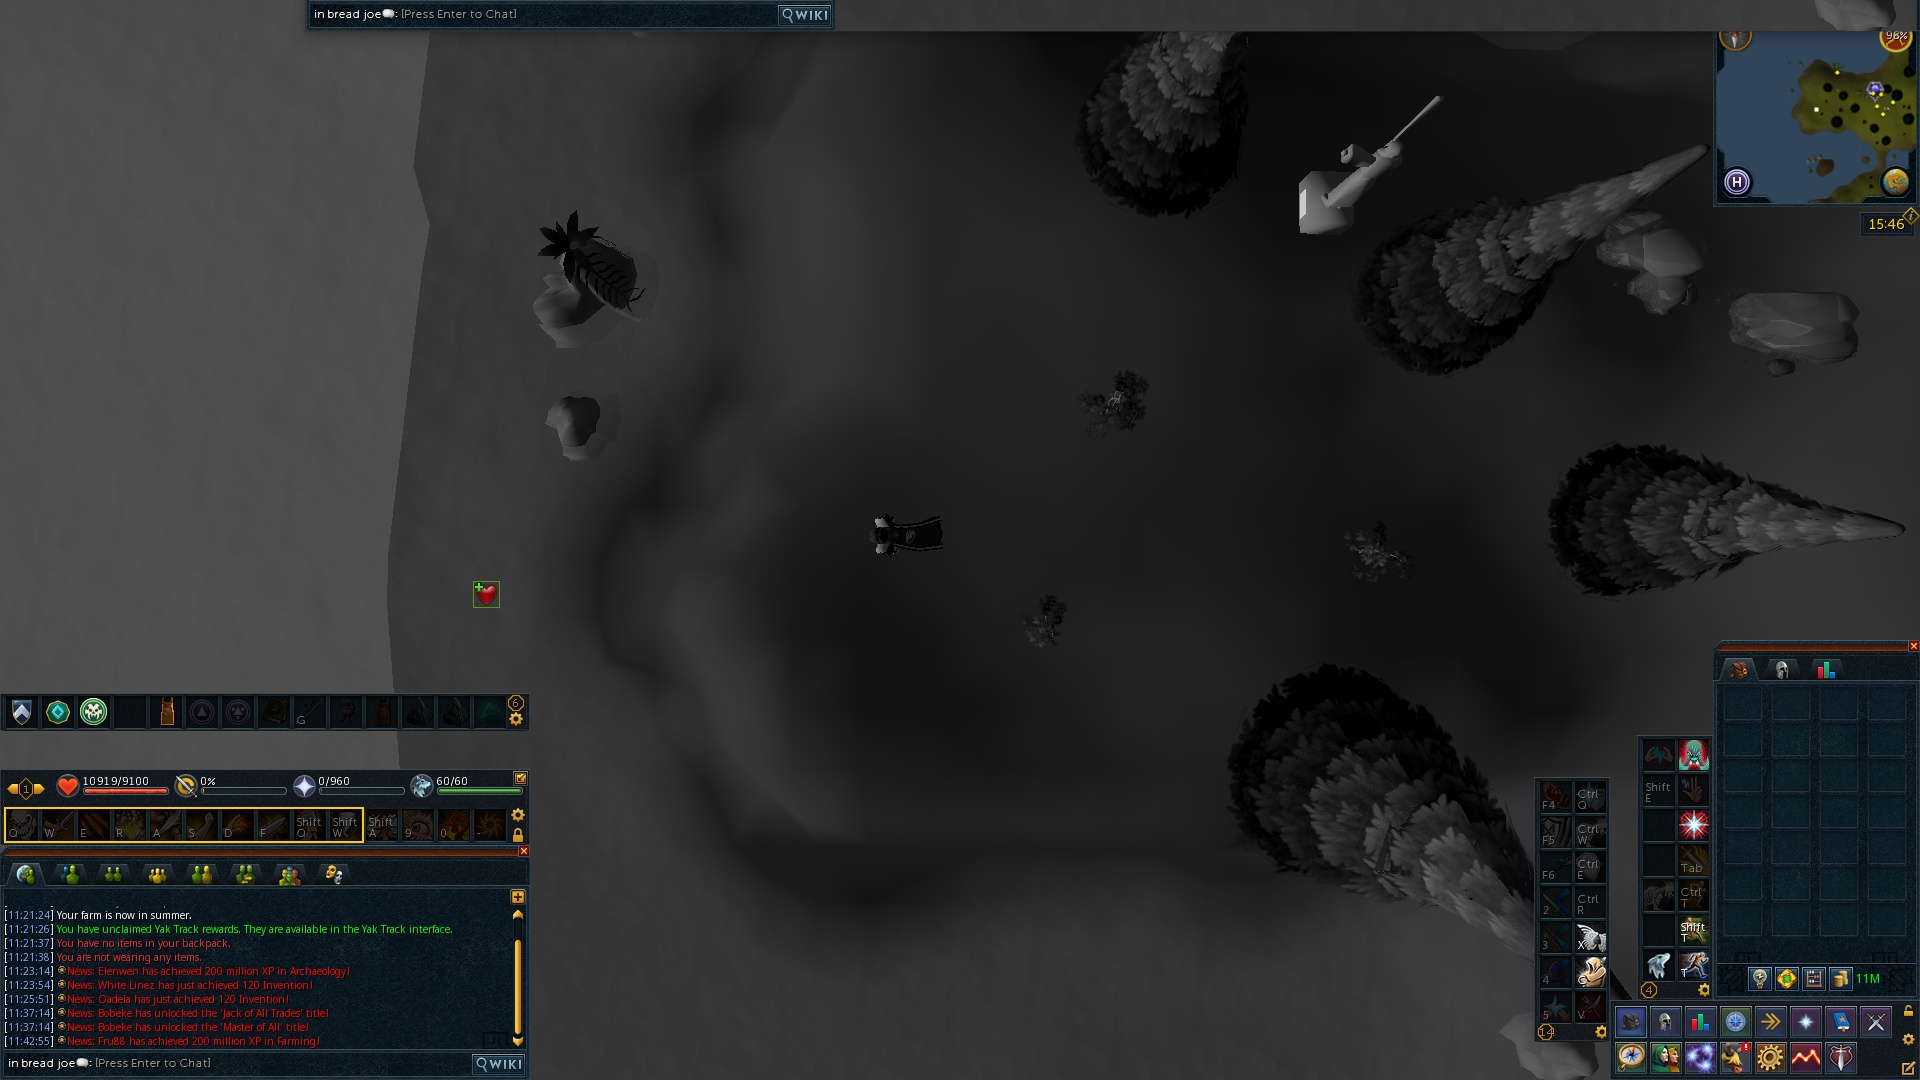 in bread joe: [Press Enter to Chat]
WIKI
96%
H
15:46
G
6
1
10919/9100
0%
0/960
60/60
Q
W
E
R
A
S
D
F
Shift Q
Shift W
Shift A
9
0
-
[11:21:24] Your farm is now in summer.
[11:21:26] You have unclaimed Yak Track rewards. They are available in the Yak Track interface.
[11:21:37] You have no items in your backpack.
[11:21:38] You are not wearing any items.
[11:23:14] News: Elenwen has achieved 200 million XP in Archaeology!
[11:23:54] News: White Linez has just achieved 120 Invention!
[11:25:51] News: Oadela has just achieved 120 Invention!
[11:37:14] News: Bobeke has unlocked the 'Jack of All Trades' title!
[11:37:14] News: Bobeke has unlocked the 'Master of All' title!
[11:42:55] News: Fru88 has achieved 200 million XP in Farming!
in bread joe: [Press Enter to Chat]
WIKI
F4
Ctrl Q
F5
Ctrl W
F6
Ctrl E
2
Ctrl R
3
X
4
5
V
14
Shift E
Tab
Ctrl T
Shift T
T
4
11M